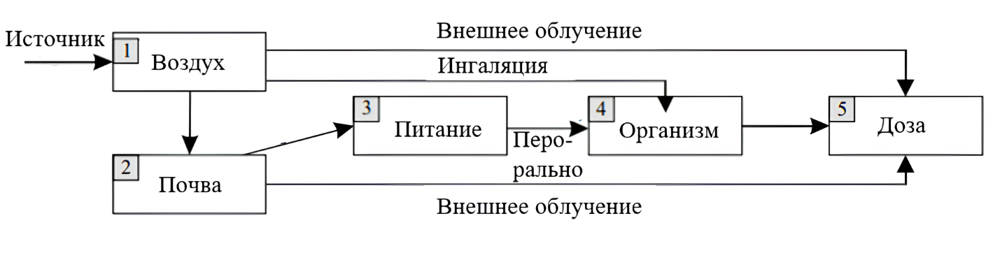 Внешнее облучение
Источник
1
Воздух
Ингаляция
3
Питание
4
Организм
5
Доза
Перо-
рально
2
Почва
Внешнее облучение